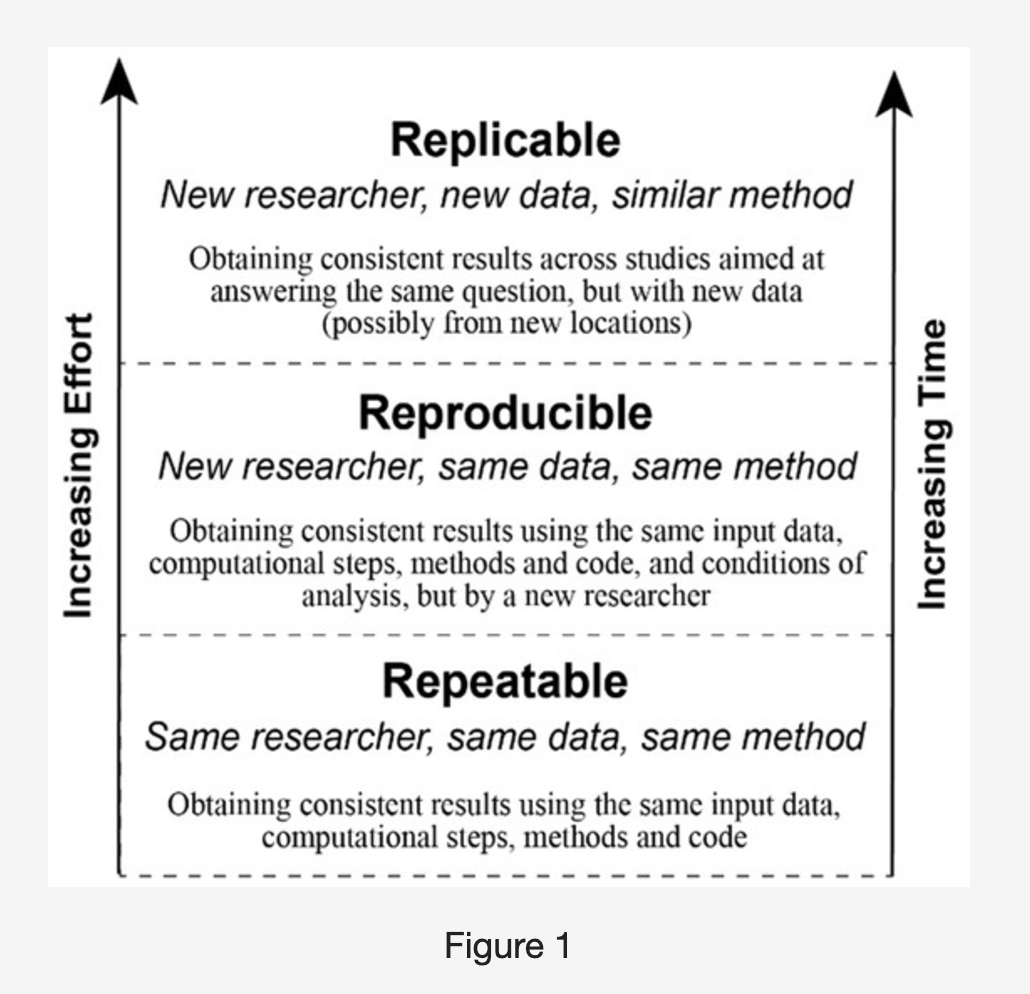 Replicable
New researcher, new data, similar method
Obtaining consistent results across studies aimed at
answering the same question, but with new data
(possibly from new locations)
Increasing Effort
Increasing Time
Reproducible
New researcher, same data, same method
Obtaining consistent results using the same input data,
computational steps, methods and code, and conditions of
analysis, but by a new researcher
Repeatable
Same researcher, same data, same method
Obtaining consistent results using the same input data,
computational steps, methods and code
Figure 1